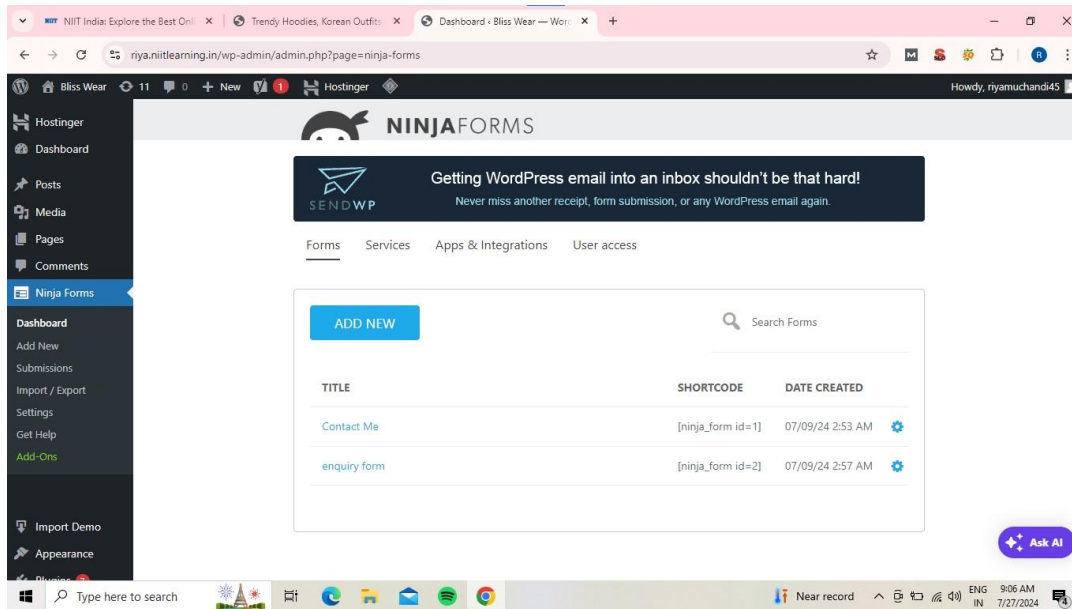 NIIT India: Explore the Best Onli
Trendy Hoodies, Korean Outfits
Dashboard ‹ Bliss Wear — Word
riya.niitlearning.in/wp-admin/admin.php?page=ninja-forms
M
S
R
Bliss Wear 11 0 + New 1 Hostinger
Howdy, riyamuchandi45
Hostinger
Dashboard
Posts
Media
Pages
Comments
Ninja Forms
Dashboard
Add New
Submissions
Import / Export
Settings
Get Help
Add-Ons
Import Demo
Appearance
Plugins 7
NINJAFORMS
SENDWP
Getting WordPress email into an inbox shouldn't be that hard!
Never miss another receipt, form submission, or any WordPress email again.
Forms Services Apps & Integrations User access
ADD NEW
Search Forms
TITLE SHORTCODE DATE CREATED
Contact Me [ninja_form id=1] 07/09/24 2:53 AM
enquiry form [ninja_form id=2] 07/09/24 2:57 AM
Ask AI
Type here to search
Near record
ENG
IN
9:06 AM
7/27/2024
4